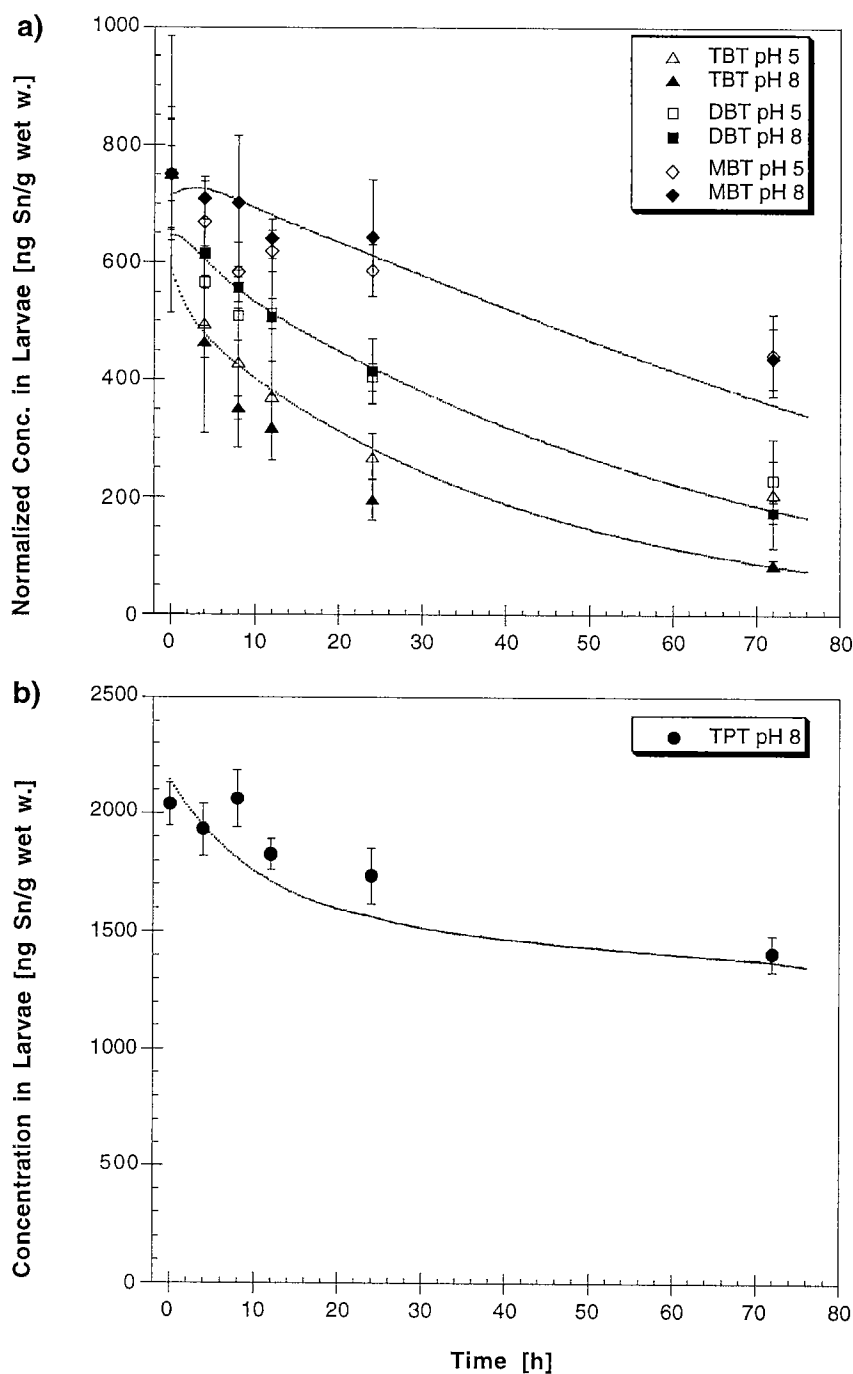 a)
Normalized Conc. in Larvae [ng Sn/g wet w.]
1000
800
600
400
200
0
TBT pH 5
TBT pH 8
DBT pH 5
DBT pH 8
MBT pH 5
MBT pH 8
0 10 20 30 40 50 60 70 80
b)
Concentration in Larvae [ng Sn/g wet w.]
2500
2000
1500
1000
500
0
TPT pH 8
0 10 20 30 40 50 60 70 80
Time [h]